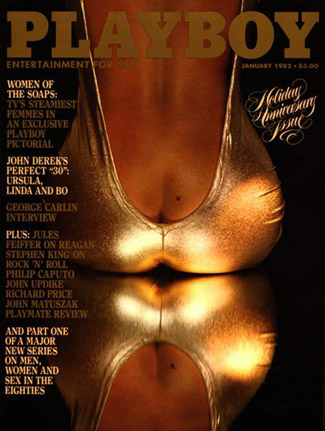 PLAYBOY
ENTERTAINMENT FOR MEN
JANUARY 1982 • $3.00
Holiday
Anniversary
Issue
WOMEN OF
THE SOAPS:
TV'S STEAMIEST
FEMMES IN
AN EXCLUSIVE
PLAYBOY
PICTORIAL
JOHN DEREK'S
PERFECT "30":
URSULA,
LINDA AND BO
GEORGE CARLIN
INTERVIEW
PLUS: JULES
FEIFFER ON REAGAN
STEPHEN KING ON
ROCK 'N' ROLL
PHILIP CAPUTO
JOHN UPDIKE
RICHARD PRICE
JOHN MATUSZAK
PLAYMATE REVIEW
AND PART ONE
OF A MAJOR
NEW SERIES
ON MEN,
WOMEN AND
SEX IN THE
EIGHTIES